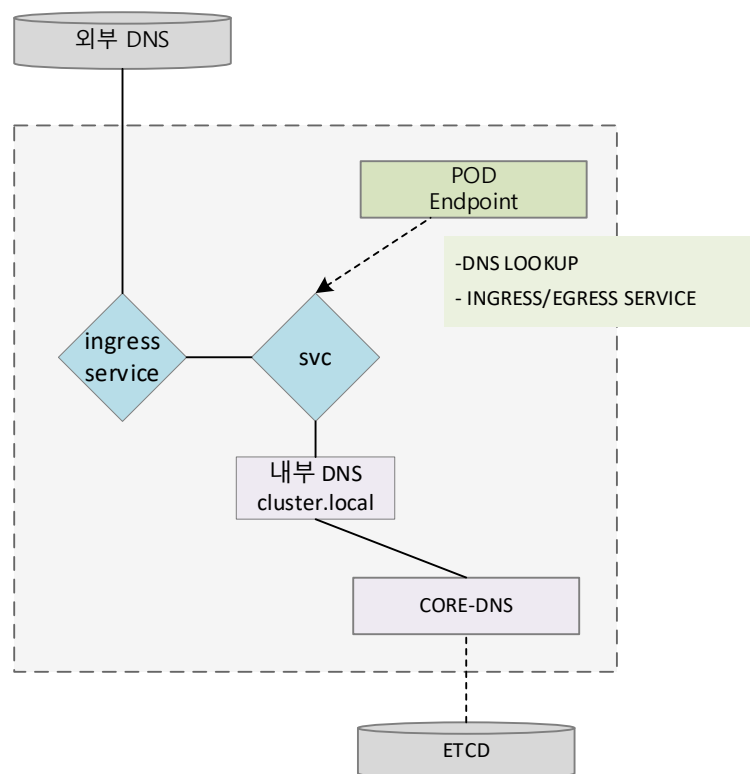 외부 DNS
POD
Endpoint
-DNS LOOKUP
- INGRESS/EGRESS SERVICE
ingress
service
svc
내부 DNS
cluster.local
CORE-DNS
ETCD